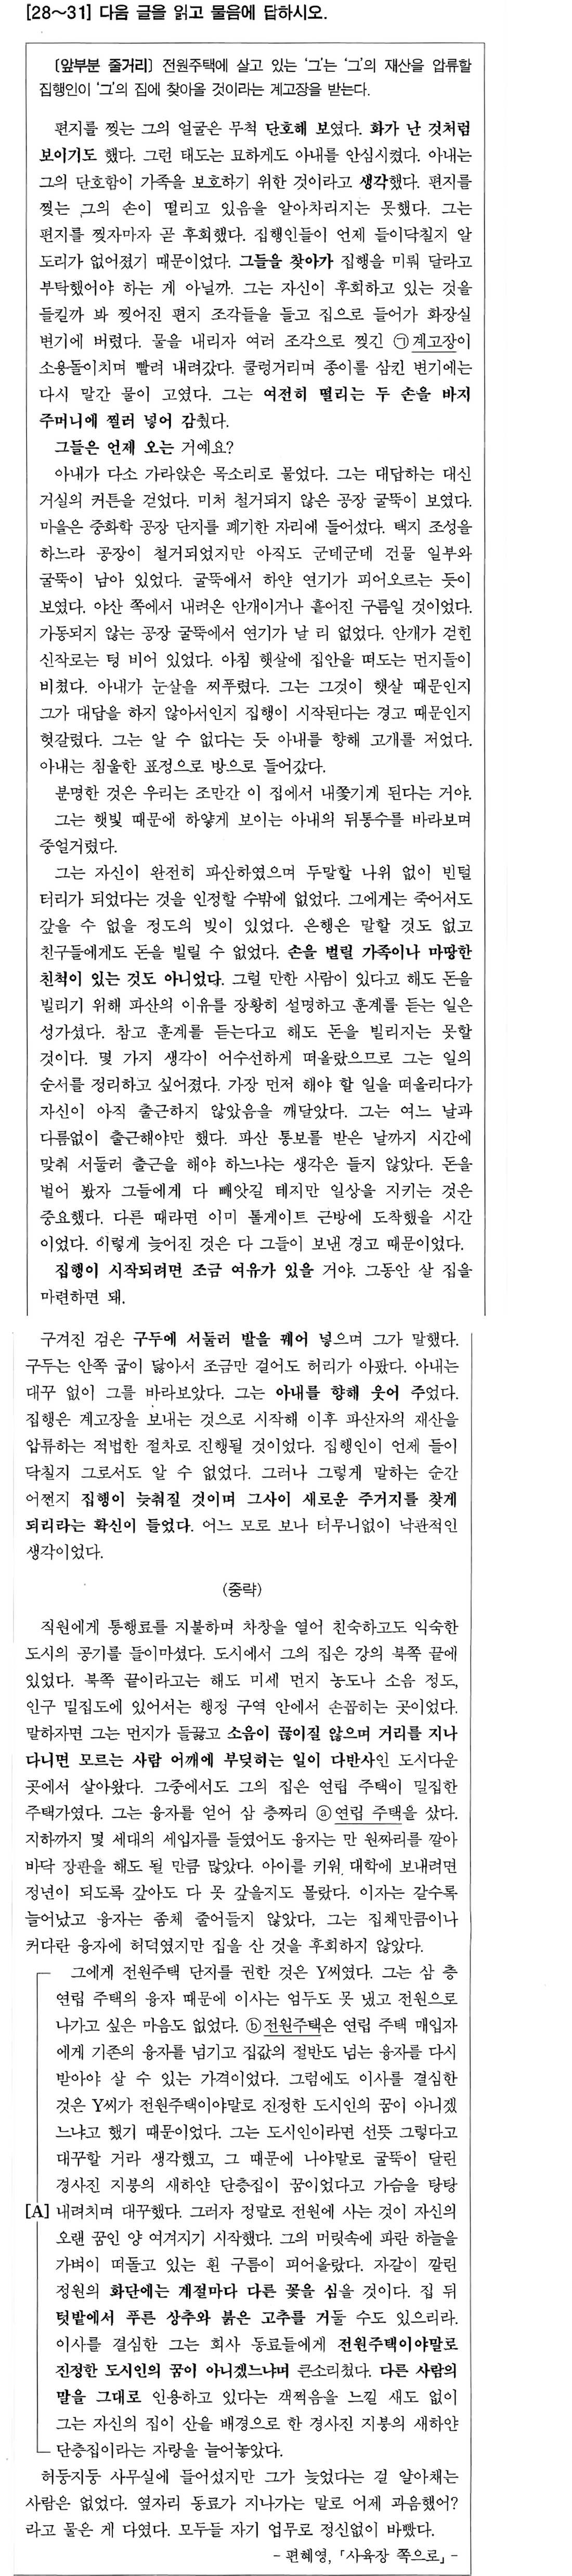 [28～31] 다음 글을 읽고 물음에 답하시오.
[앞부분 줄거리] 전원주택에 살고 있는 ‘그’는 ‘그’의 재산을 압류할
집행인이 ‘그’의 집에 찾아올 것이라는 계고장을 받는다.
편지를 찢는 그의 얼굴은 무척 단호해 보였다. 화가 난 것처럼
보이기도 했다. 그런 태도는 묘하게도 아내를 안심시켰다. 아내는
그의 단호함이 가족을 보호하기 위한 것이라고 생각했다. 편지를
찢는 그의 손이 떨리고 있음을 알아차리지는 못했다. 그는
편지를 찢자마자 곧 후회했다. 집행인들이 언제 들이닥칠지 알
도리가 없어졌기 때문이었다. 그들을 찾아가 집행을 미뤄 달라고
부탁했어야 하는 게 아닐까. 그는 자신이 후회하고 있는 것을
들킬까 봐 찢어진 편지 조각들을 들고 집으로 들어가 화장실
변기에 버렸다. 물을 내리자 여러 조각으로 찢긴 ㉠계고장이
소용돌이치며 빨려 내려갔다. 쿨렁거리며 종이를 삼킨 변기에는
다시 말간 물이 고였다. 그는 여전히 떨리는 두 손을 바지
주머니에 찔러 넣어 감췄다.
그들은 언제 오는 거예요?
아내가 다소 가라앉은 목소리로 물었다. 그는 대답하는 대신
거실의 커튼을 걷었다. 미처 철거되지 않은 공장 굴뚝이 보였다.
마을은 중화학 공장 단지를 폐기한 자리에 들어섰다. 택지 조성을
하느라 공장이 철거되었지만 아직도 군데군데 건물 일부와
굴뚝이 남아 있었다. 굴뚝에서 하얀 연기가 피어오르는 듯이
보였다. 야산 쪽에서 내려온 안개이거나 흩어진 구름일 것이었다.
가동되지 않는 공장 굴뚝에서 연기가 날 리 없었다. 안개가 걷힌
신작로는 텅 비어 있었다. 아침 햇살에 집안을 떠도는 먼지들이
비쳤다. 아내가 눈살을 찌푸렸다. 그는 그것이 햇살 때문인지
그가 대답을 하지 않아서인지 집행이 시작된다는 경고 때문인지
헛갈렸다. 그는 알 수 없다는 듯 아내를 향해 고개를 저었다.
아내는 침울한 표정으로 방으로 들어갔다.
분명한 것은 우리는 조만간 이 집에서 내쫓기게 된다는 거야.
그는 햇빛 때문에 하얗게 보이는 아내의 뒤통수를 바라보며
중얼거렸다.
그는 자신이 완전히 파산하였으며 두말할 나위 없이 빈털
터리가 되었다는 것을 인정할 수밖에 없었다. 그에게는 죽어서도
갚을 수 없을 정도의 빚이 있었다. 은행은 말할 것도 없고
친구들에게도 돈을 빌릴 수 없었다. 손을 벌릴 가족이나 마땅한
친척이 있는 것도 아니었다. 그럴 만한 사람이 있다고 해도 돈을
빌리기 위해 파산의 이유를 장황히 설명하고 훈계를 듣는 일은
성가셨다. 참고 훈계를 듣는다고 해도 돈을 빌리지는 못할
것이다. 몇 가지 생각이 어수선하게 떠올랐으므로 그는 일의
순서를 정리하고 싶어졌다. 가장 먼저 해야 할 일을 떠올리다가
자신이 아직 출근하지 않았음을 깨달았다. 그는 여느 날과
다름없이 출근해야만 했다. 파산 통보를 받은 날까지 시간에
맞춰 서둘러 출근을 해야 하느냐는 생각은 들지 않았다. 돈을
벌어 봤자 그들에게 다 빼앗길 테지만 일상을 지키는 것은
중요했다. 다른 때라면 이미 톨게이트 근방에 도착했을 시간
이었다. 이렇게 늦어진 것은 다 그들이 보낸 경고 때문이었다.
집행이 시작되려면 조금 여유가 있을 거야. 그동안 살 집을
마련하면 돼.
구겨진 검은 구두에 서둘러 발을 꿰어 넣으며 그가 말했다.
구두는 안쪽 굽이 닳아서 조금만 걸어도 허리가 아팠다. 아내는
대꾸 없이 그를 바라보았다. 그는 아내를 향해 웃어 주었다.
집행은 계고장을 보내는 것으로 시작해 이후 파산자의 재산을
압류하는 적법한 절차로 진행될 것이었다. 집행인이 언제 들이
닥칠지 그로서도 알 수 없었다. 그러나 그렇게 말하는 순간
어쩐지 집행이 늦춰질 것이며 그사이 새로운 주거지를 찾게
되리라는 확신이 들었다. 어느 모로 보나 터무니없이 낙관적인
생각이었다.
(중략)
직원에게 통행료를 지불하며 차창을 열어 친숙하고도 익숙한
도시의 공기를 들이마셨다. 도시에서 그의 집은 강의 북쪽 끝에
있었다. 북쪽 끝이라고는 해도 미세 먼지 농도나 소음 정도,
인구 밀집도에 있어서는 행정 구역 안에서 손꼽히는 곳이었다.
말하자면 그는 먼지가 들끓고 소음이 끊이질 않으며 거리를 지나
다니면 모르는 사람 어깨에 부딪히는 일이 다반사인 도시다운
곳에서 살아왔다. 그중에서도 그의 집은 연립 주택이 밀집한
주택가였다. 그는 융자를 얻어 삼 층짜리 ⓐ연립 주택을 샀다.
지하까지 몇 세대의 세입자를 들였어도 융자는 만 원짜리를 깔아
바닥 장판을 해도 될 만큼 많았다. 아이를 키워 대학에 보내려면
정년이 되도록 갚아도 다 못 갚을지도 몰랐다. 이자는 갈수록
늘어났고 융자는 좀체 줄어들지 않았다. 그는 집채만큼이나
커다란 융자에 허덕였지만 집을 산 것을 후회하지 않았다.
그에게 전원주택 단지를 권한 것은 Y씨였다. 그는 삼 층
연립 주택의 융자 때문에 이사는 엄두도 못 냈고 전원으로
나가고 싶은 마음도 없었다. ⓑ전원주택은 연립 주택 매입자
에게 기존의 융자를 넘기고 집값의 절반도 넘는 융자를 다시
받아야 살 수 있는 가격이었다. 그럼에도 이사를 결심한
것은 Y씨가 전원주택이야말로 진정한 도시인의 꿈이 아니겠
느냐고 했기 때문이었다. 그는 도시인이라면 선뜻 그렇다고
대꾸할 거라 생각했고, 그 때문에 나야말로 굴뚝이 달린
경사진 지붕의 새하얀 단층집이 꿈이었다고 가슴을 탕탕
[A] 내려치며 대꾸했다. 그러자 정말로 전원에 사는 것이 자신의
오랜 꿈인 양 여겨지기 시작했다. 그의 머릿속에 파란 하늘을
가벼이 떠돌고 있는 흰 구름이 피어올랐다. 자갈이 깔린
정원의 화단에는 계절마다 다른 꽃을 심을 것이다. 집 뒤
텃밭에서 푸른 상추와 붉은 고추를 거둘 수도 있으리라.
이사를 결심한 그는 회사 동료들에게 전원주택이야말로
진정한 도시인의 꿈이 아니겠느냐며 큰소리쳤다. 다른 사람의
말을 그대로 인용하고 있다는 객쩍음을 느낄 새도 없이
그는 자신의 집이 산을 배경으로 한 경사진 지붕의 새하얀
단층집이라는 자랑을 늘어놓았다.
허둥지둥 사무실에 들어섰지만 그가 늦었다는 걸 알아채는
사람은 없었다. 옆자리 동료가 지나가는 말로 어제 과음했어?
라고 물은 게 다였다. 모두들 자기 업무로 정신없이 바빴다.
- 편혜영, 「사육장 쪽으로」 -